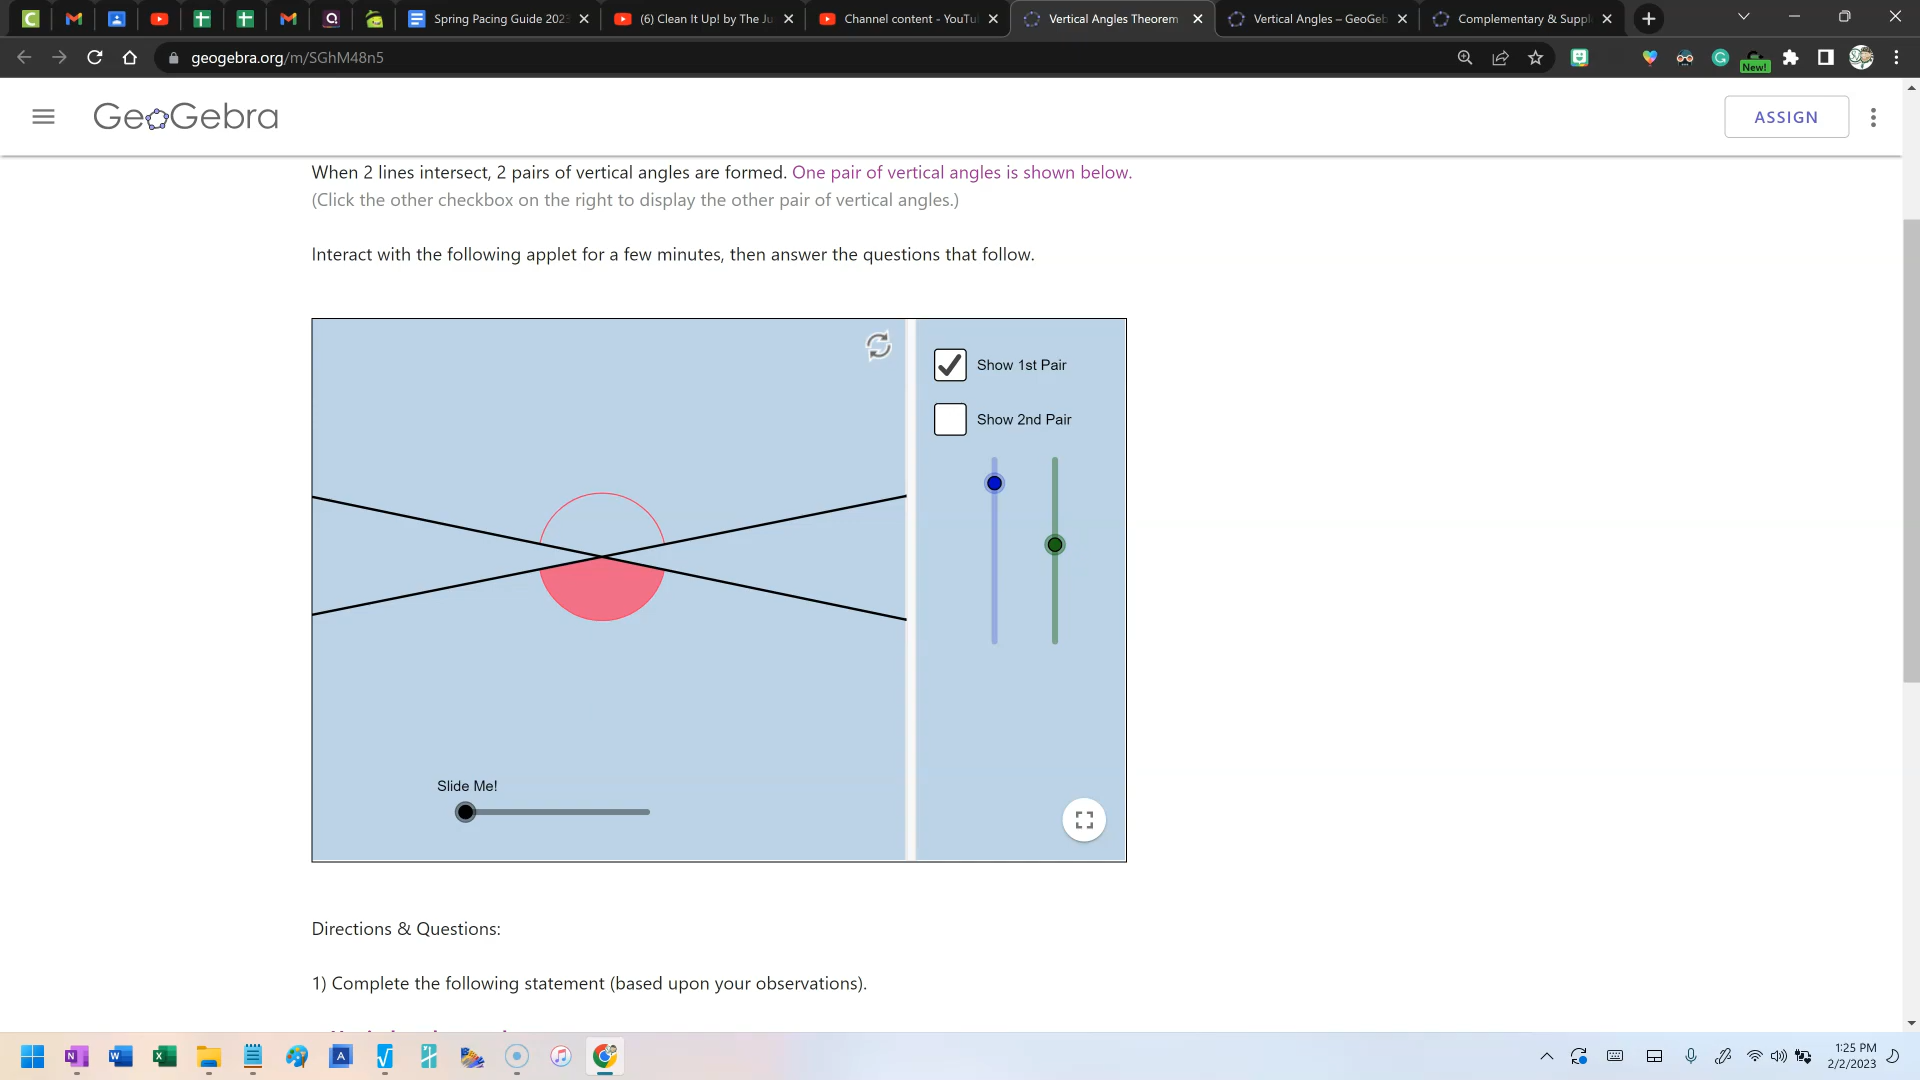 Spring Pacing Guide 2023
(6) Clean It Up! by The Ju
Channel content - YouTu
Vertical Angles Theorem
Vertical Angles – GeoGeb
Complementary & Suppl
geogebra.org/m/SGhM48n5
New!
GeoGebra
ASSIGN
When 2 lines intersect, 2 pairs of vertical angles are formed. One pair of vertical angles is shown below.
(Click the other checkbox on the right to display the other pair of vertical angles.)
Interact with the following applet for a few minutes, then answer the questions that follow.
Show 1st Pair
Show 2nd Pair
Slide Me!
Directions & Questions:
1) Complete the following statement (based upon your observations).
1:25 PM
2/2/2023